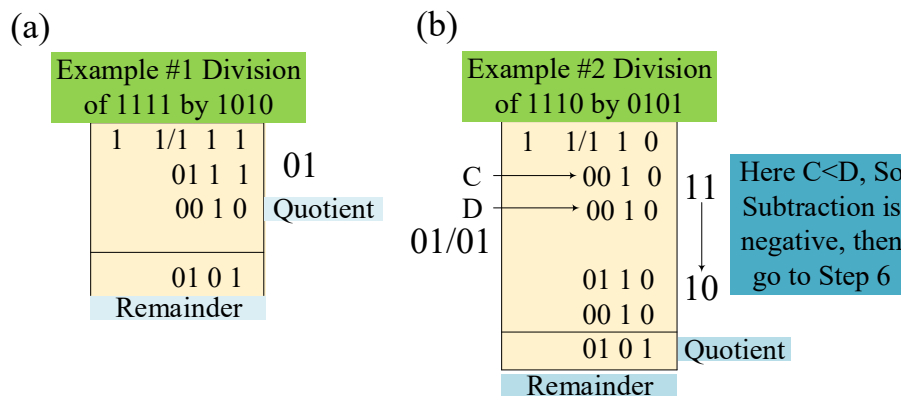 (a)
Example #1 Division
of 1111 by 1010
1 1/1 1 1
01 1 1
00 1 0
01
Quotient
01 0 1
Remainder
(b)
Example #2 Division
of 1110 by 0101
1 1/1 1 0
C
00 1 0
D
00 1 0
01/01
11
01 1 0
10
00 1 0
01 0 1
Quotient
Remainder
Here C<D, So
Subtraction is
negative, then
go to Step 6